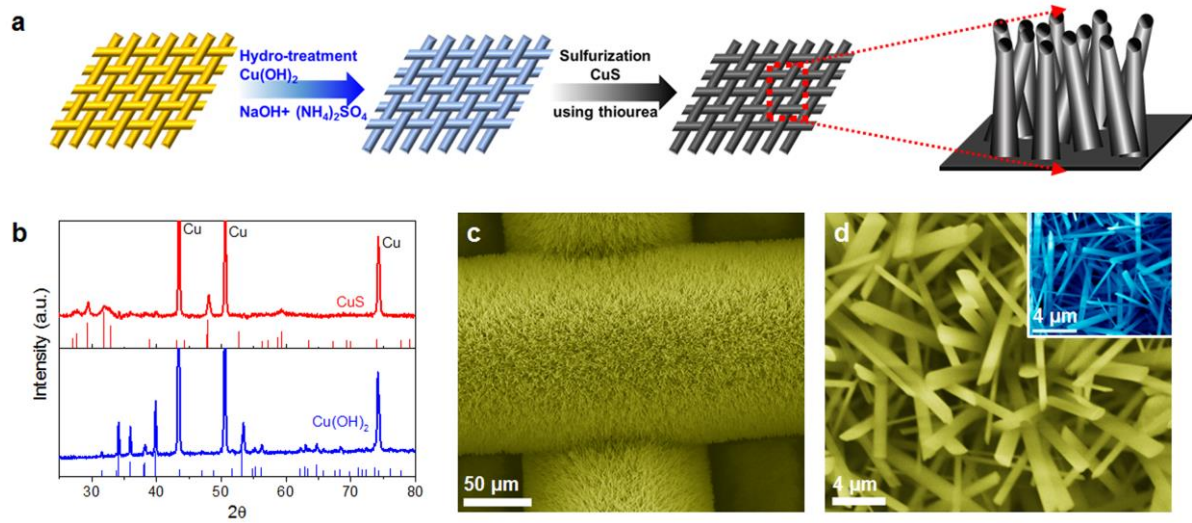 a
Hydro-treatment
Cu(OH)2
NaOH+ (NH4)2SO4
Sulfurization
CuS
using thiourea
b
Cu
Cu
Cu
CuS
Cu(OH)2
Intensity (a.u.)
30
40
50
60
70
80
2θ
c
50 μm
d
4 μm
4 μm